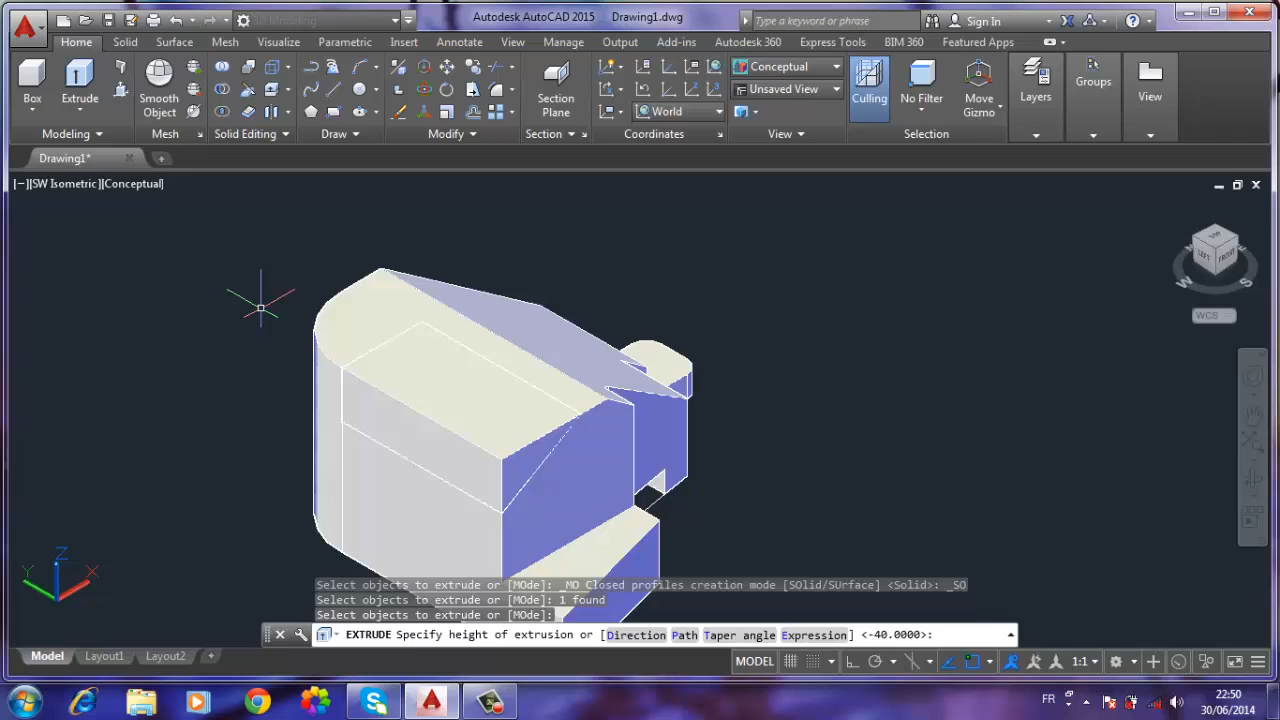 3D Modeling
Autodesk AutoCAD 2015 Drawing1.dwg
Type a keyword or phrase
Sign In
Home Solid Surface Mesh Visualize Parametric Insert Annotate View Manage Output Add-ins Autodesk 360 Express Tools BIM 360 Featured Apps
Box
Extrude
Smooth Object
Section Plane
World
Conceptual
Unsaved View
Culling
No Filter
Move Gizmo
Layers
Groups
View
Modeling Mesh Solid Editing Draw Modify Section Coordinates View Selection
Drawing1*
[−][SW Isometric][Conceptual]
TOP
LEFT FRONT
W S
WCS
Z
Y X
Select objects to extrude or [MOde]: _MO Closed profiles creation mode [SOlid/SUrface] <Solid>: _SO
Select objects to extrude or [MOde]: 1 found
Select objects to extrude or [MOde]:
EXTRUDE Specify height of extrusion or [Direction Path Taper angle Expression] <-40.0000>:
Model Layout1 Layout2 +
MODEL
1:1
FR
22:50
30/06/2014